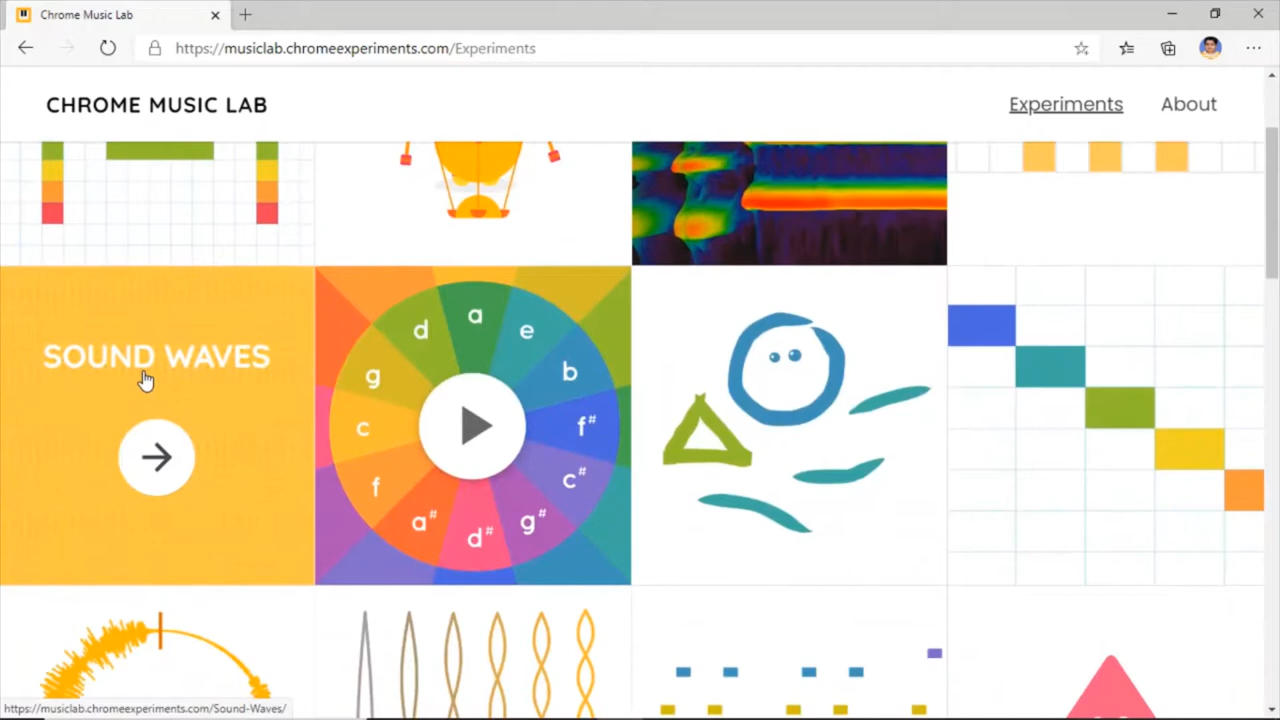 Chrome Music Lab
https://musiclab.chromeexperiments.com/Experiments
CHROME MUSIC LAB
Experiments
About
SOUND WAVES
a
e
b
f#
c#
g#
d#
a#
f
c
g
d
https://musiclab.chromeexperiments.com/Sound-Waves/